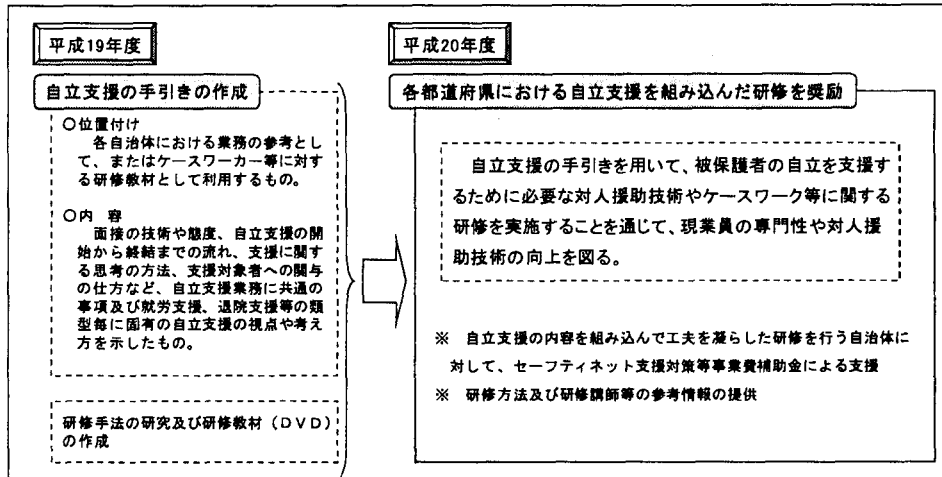 平成19年度
自立支援の手引きの作成
○位置付け
各自治体における業務の参考とし
て、またはケースワーカー等に対す
る研修教材として利用するもの。
○内 容
面接の技術や態度、自立支援の開
始から終結までの流れ、支援に関す
る思考の方法、支援対象者への関与
の仕方など、自立支援業務に共通の
事項及び就労支援、退院支援等の類
型毎に固有の自立支援の視点や考え
方を示したもの。
研修手法の研究及び研修教材（ＤＶＤ）
の作成
平成20年度
各都道府県における自立支援を組み込んだ研修を奨励
自立支援の手引きを用いて、被保護者の自立を支援す
るために必要な対人援助技術やケースワーク等に関する
研修を実施することを通じて、現業員の専門性や対人援
助技術の向上を図る。
※ 自立支援の内容を組み込んで工夫を凝らした研修を行う自治体に
対して、セーフティネット支援対策等事業費補助金による支援
※ 研修方法及び研修講師等の参考情報の提供